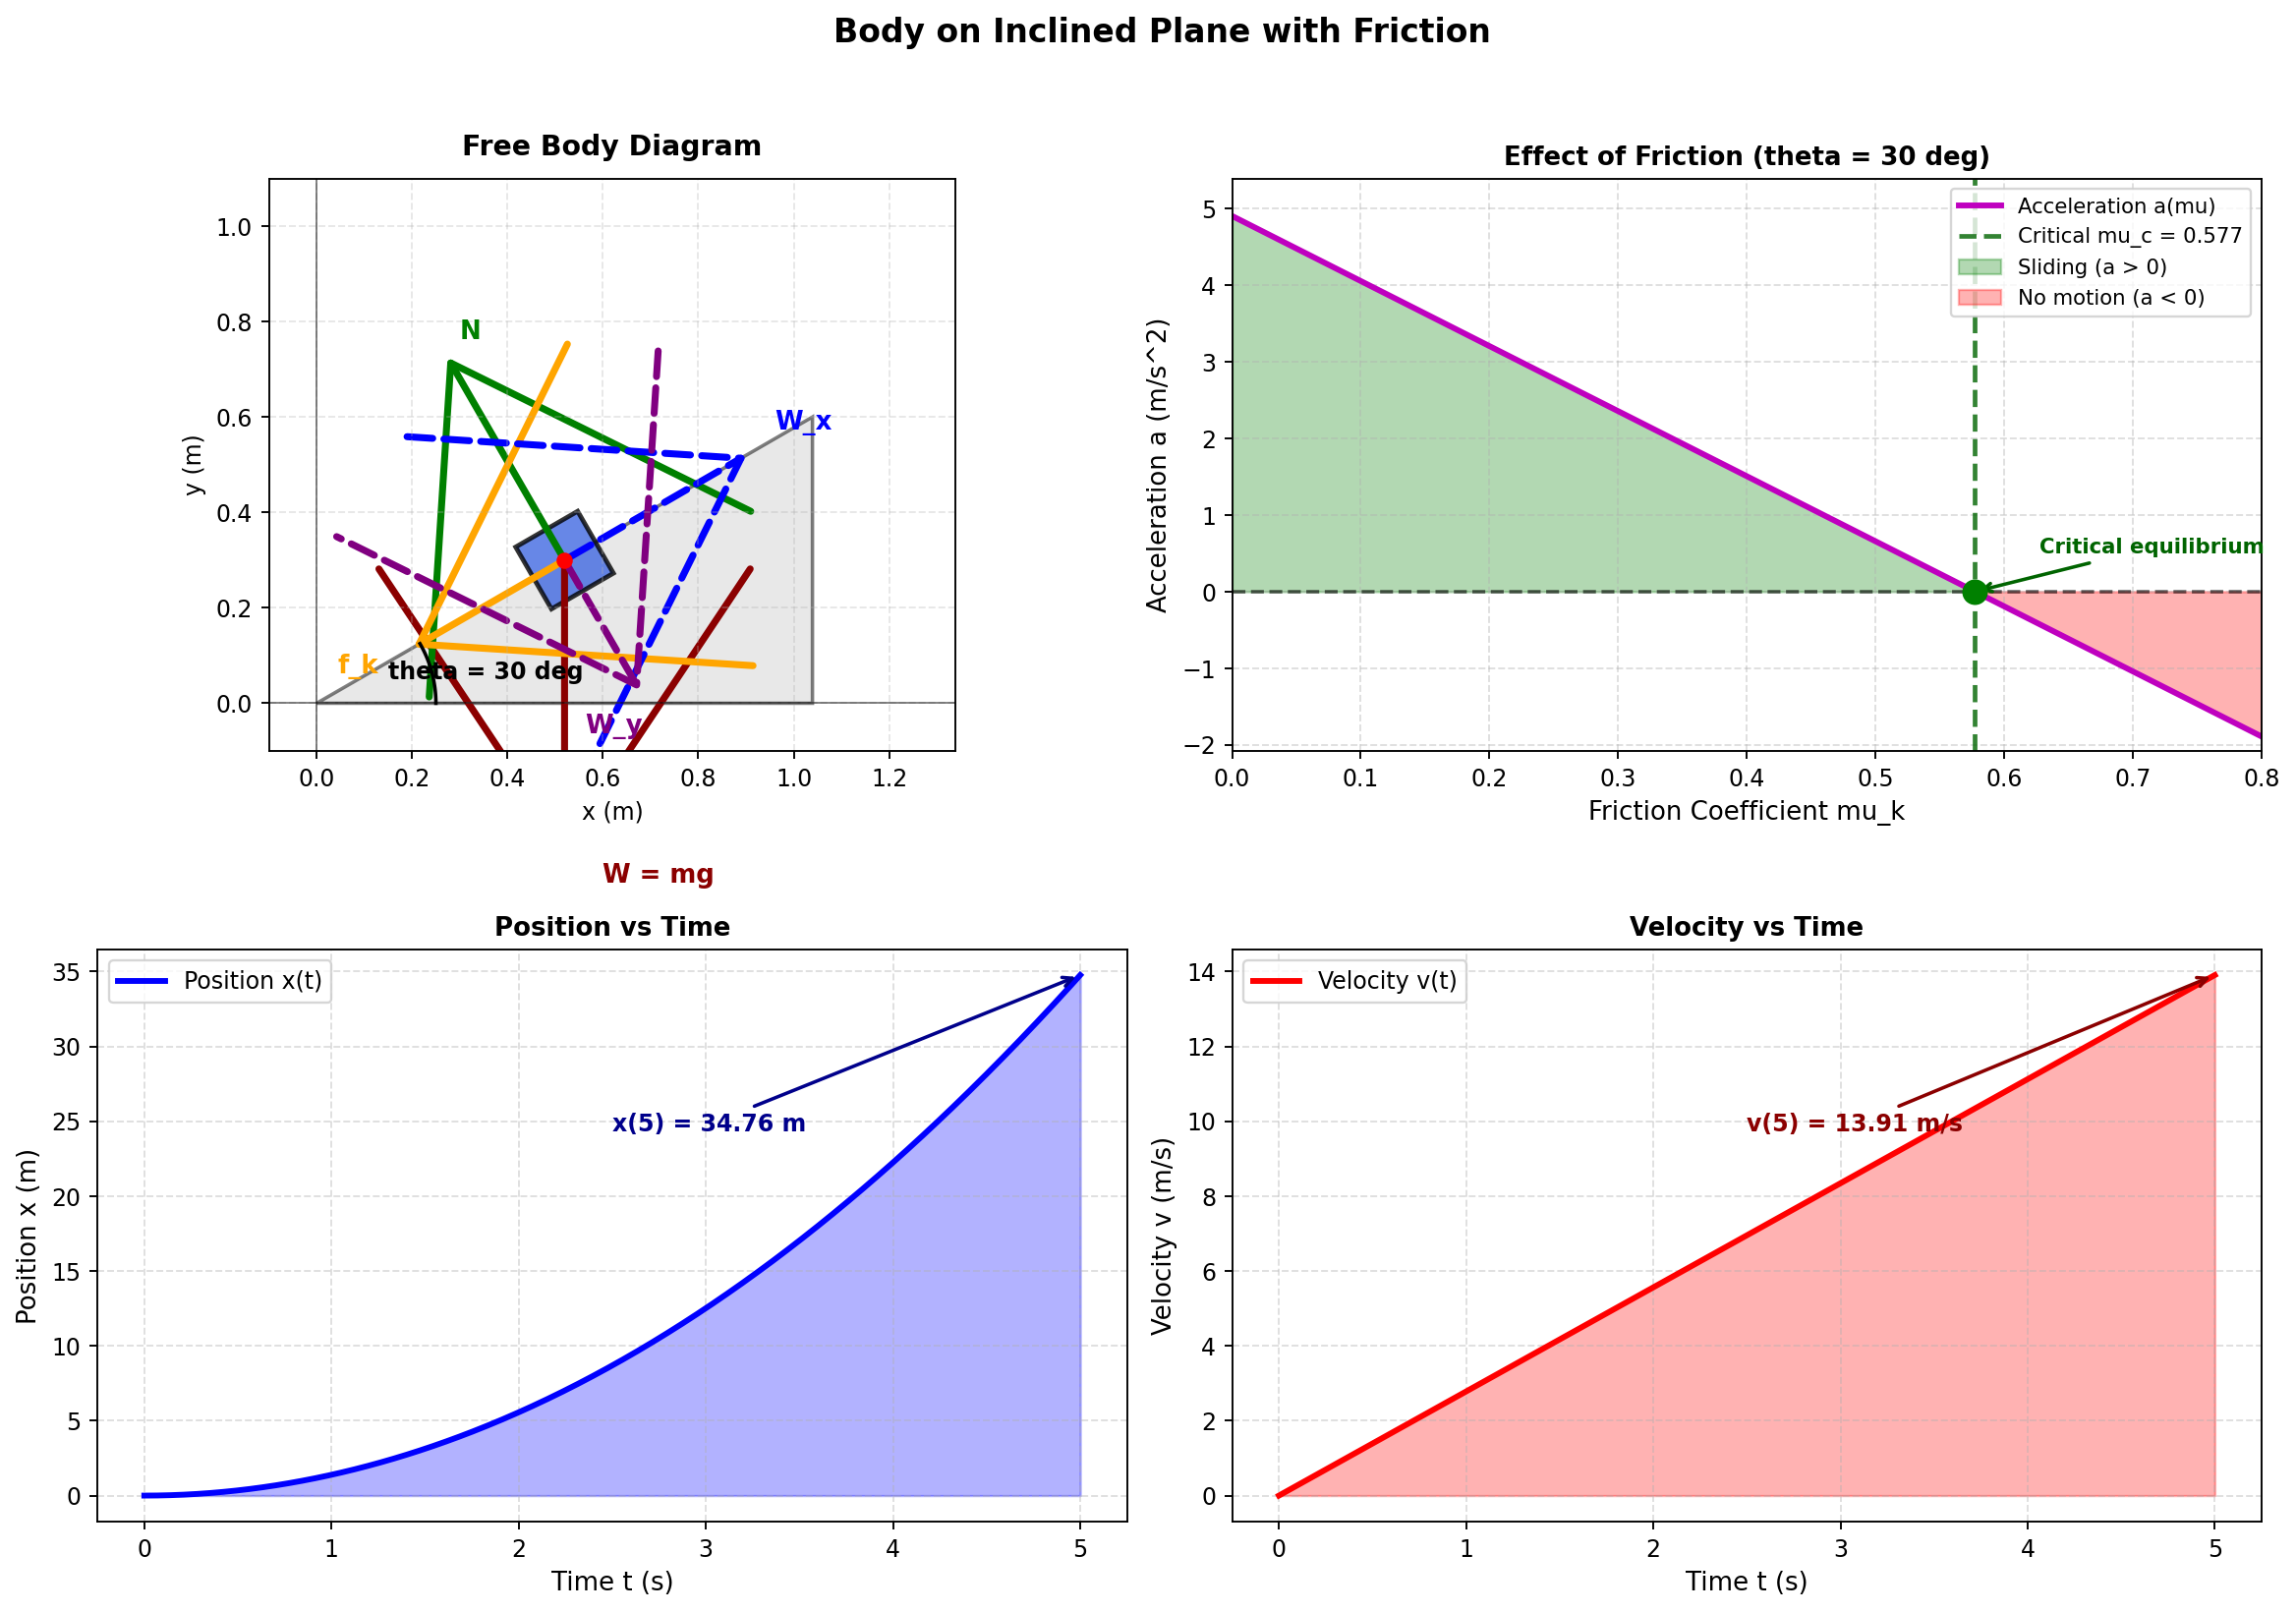 Body on Inclined Plane with Friction
Free Body Diagram
1.0
0.8
0.6
0.4
0.2
0.0
y (m)
N
W_x
f_k
theta = 30 deg
W_y
0.0 0.2 0.4 0.6 0.8 1.0 1.2
x (m)
W = mg
Effect of Friction (theta = 30 deg)
5
4
3
2
1
0
−1
−2
Acceleration a (m/s^2)
Acceleration a(mu)
Critical mu_c = 0.577
Sliding (a > 0)
No motion (a < 0)
Critical equilibrium
0.0 0.1 0.2 0.3 0.4 0.5 0.6 0.7 0.8
Friction Coefficient mu_k
Position vs Time
35
30
25
20
15
10
5
0
Position x (m)
Position x(t)
x(5) = 34.76 m
0 1 2 3 4 5
Time t (s)
Velocity vs Time
14
12
10
8
6
4
2
0
Velocity v (m/s)
Velocity v(t)
v(5) = 13.91 m/s
0 1 2 3 4 5
Time t (s)